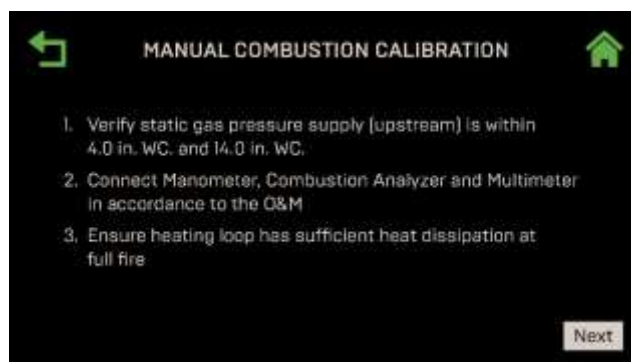 MANUAL COMBUSTION CALIBRATION
1. Verify static gas pressure supply (upstream) is within
4.0 in. WC. and 14.0 in. WC.
2. Connect Manometer, Combustion Analyzer and Multimeter
in accordance to the O&M
3. Ensure heating loop has sufficient heat dissipation at
full fire
Next